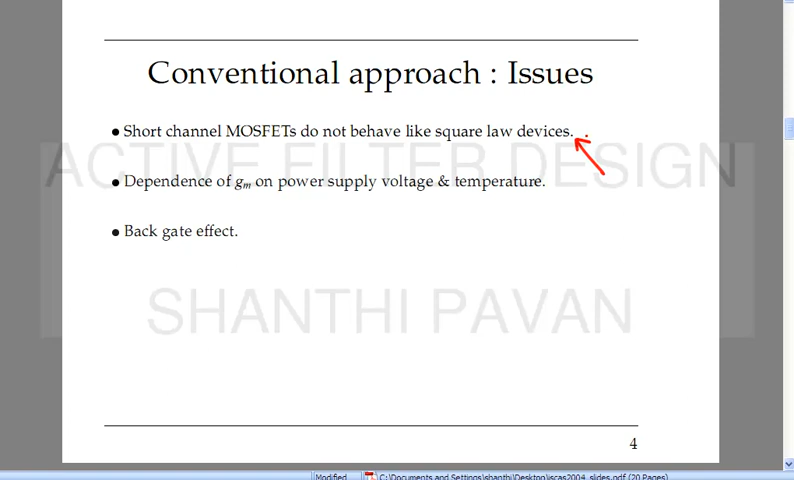 Conventional approach : Issues
● Short channel MOSFETs do not behave like square law devices.
ACTIVE FILTER DESIGN
● Dependence of gm on power supply voltage & temperature.
● Back gate effect.
SHANTHI PAVAN
4
Modified
C:\Documents and Settings\shanthi\Desktop\iscas2004_slides.pdf (20 Pages)